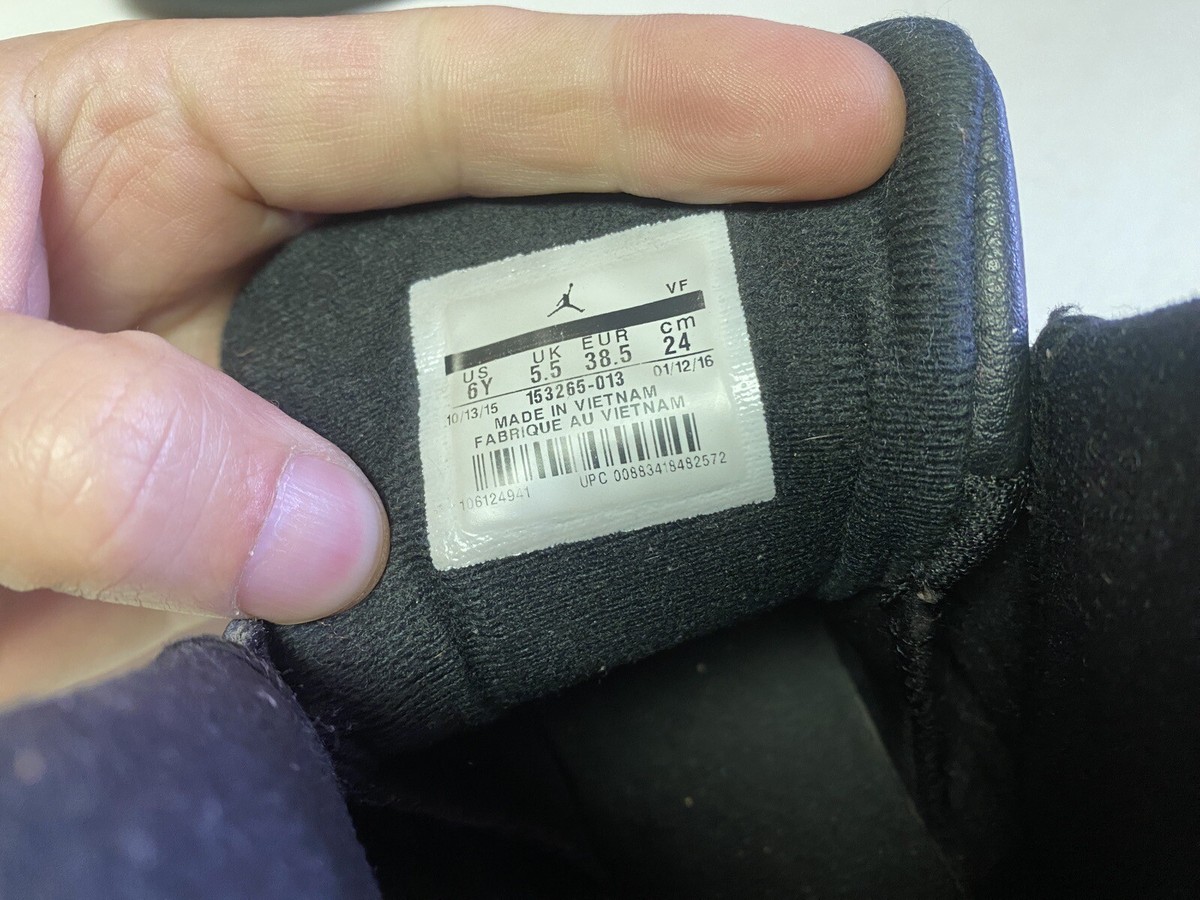 VF
US UK EUR cm
6Y 5.5 38.5 24
10/13/15 153265-013 01/12/16
MADE IN VIETNAM
FABRIQUE AU VIETNAM
106124941 UPC 00883418482572